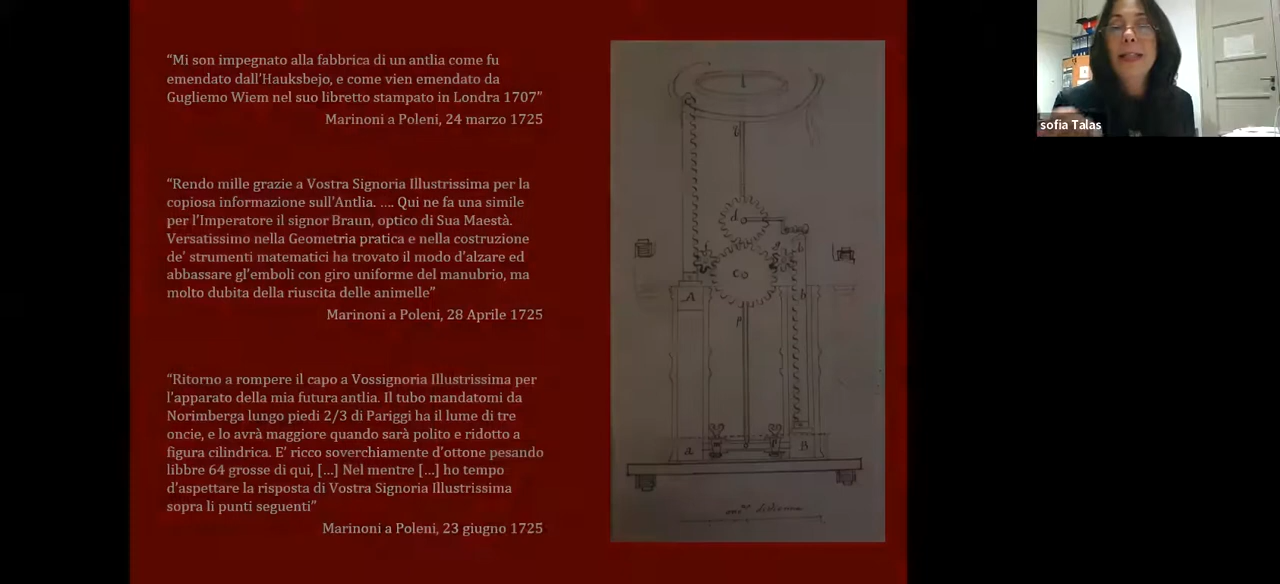 “Mi son impegnato alla fabbrica di un antlia come fu
emendato dall’Hauksbejo, e come vien emendato da
Gugliemo Wiem nel suo libretto stampato in Londra 1707”
Marinoni a Poleni, 24 marzo 1725
“Rendo mille grazie a Vostra Signoria Illustrissima per la
copiosa informazione sull’Antlia. …. Qui ne fa una simile
per l’Imperatore il signor Braun, optico di Sua Maestà.
Versatissimo nella Geometria pratica e nella costruzione
de’ strumenti matematici ha trovato il modo d’alzare ed
abbassare gl’emboli con giro uniforme del manubrio, ma
molto dubita della riuscita delle animelle”
Marinoni a Poleni, 28 Aprile 1725
“Ritorno a rompere il capo a Vossignoria Illustrissima per
l’apparato della mia futura antlia. Il tubo mandatomi da
Norimberga lungo piedi 2/3 di Pariggi ha il lume di tre
oncie, e lo avrà maggiore quando sarà polito e ridotto a
figura cilindrica. E’ ricco soverchiamente d’ottone pesando
libbre 64 grosse di qui, […] Nel mentre […] ho tempo
d’aspettare la risposta di Vostra Signoria Illustrissima
sopra li punti seguenti”
Marinoni a Poleni, 23 giugno 1725
d
c
A
b
h
p
a
B
sofia Talas